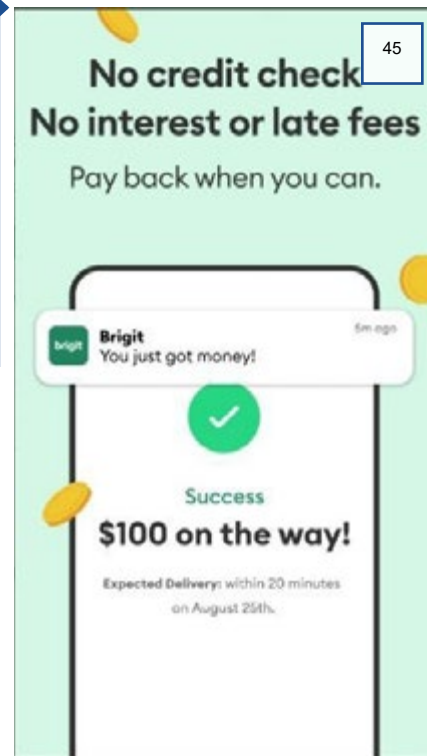 45
No credit check
No interest or late fees
Pay back when you can.
brigit
Brigit
5m ago
You just got money!
Success
$100 on the way!
Expected Delivery: within 20 minutes
on August 25th.